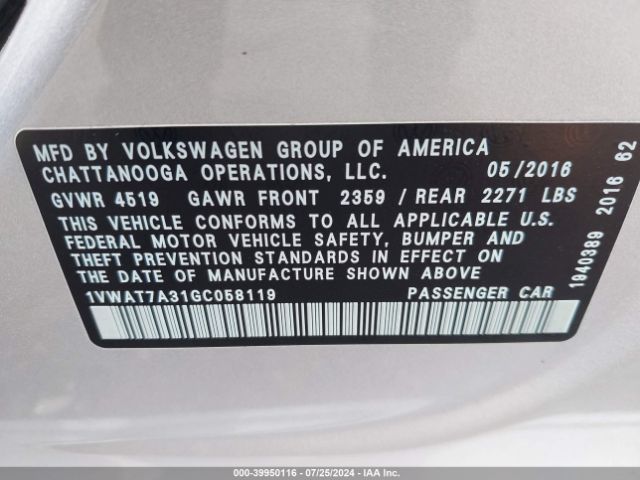 MFD BY VOLKSWAGEN GROUP OF AMERICA
CHATTANOOGA OPERATIONS, LLC. 05/2016
GVWR 4519 GAWR FRONT 2359 / REAR 2271 LBS
THIS VEHICLE CONFORMS TO ALL APPLICABLE U.S.
FEDERAL MOTOR VEHICLE SAFETY, BUMPER AND
THEFT PREVENTION STANDARDS IN EFFECT ON
THE DATE OF MANUFACTURE SHOWN ABOVE
1VWAT7A31GC058119 PASSENGER CAR
1940389 2016 62
000-39950116 - 07/25/2024 - IAA Inc.